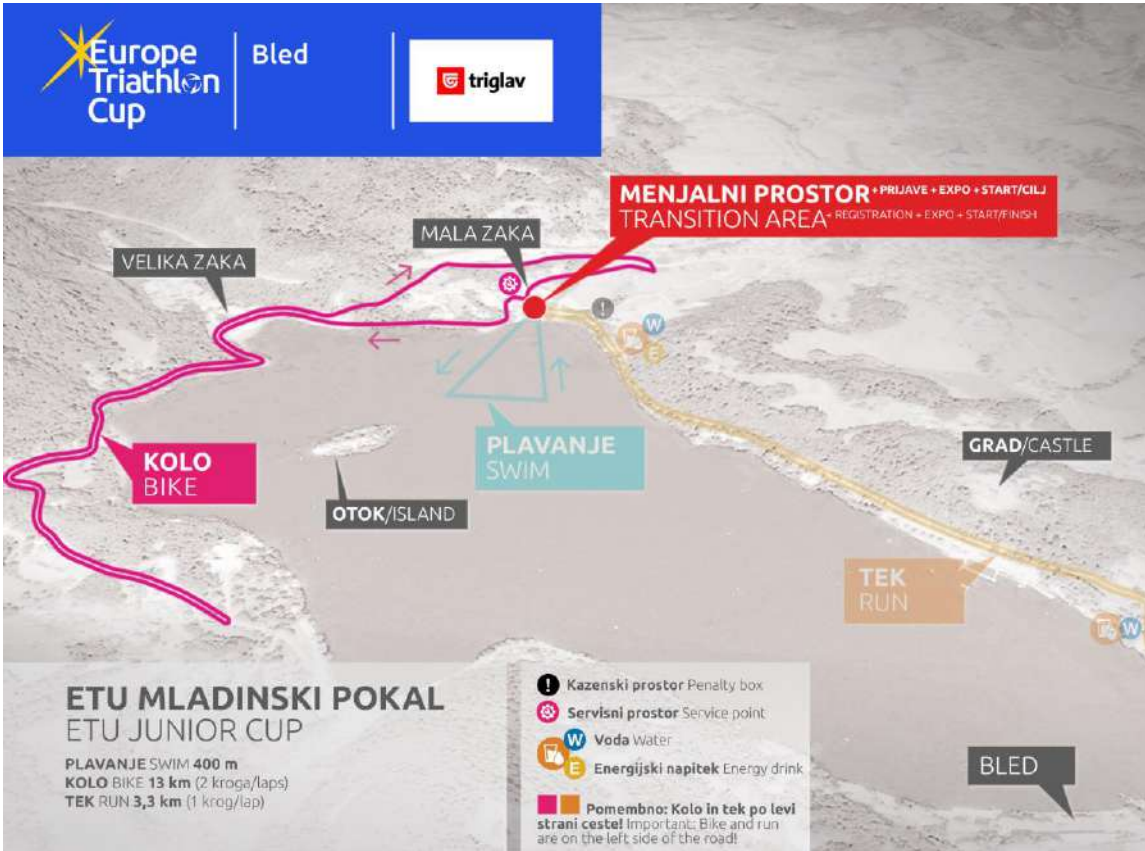 Europe
Triathlon
Cup
Bled
triglav
MENJALNI PROSTOR + PRIJAVE + EXPO + START/CILJ
TRANSITION AREA + REGISTRATION + EXPO + START/FINISH
MALA ZAKA
VELIKA ZAKA
!
W
E
PLAVANJE
SWIM
GRAD/CASTLE
KOLO
BIKE
OTOK/ISLAND
TEK
RUN
W
ETU MLADINSKI POKAL
ETU JUNIOR CUP
PLAVANJE SWIM 400 m
KOLO BIKE 13 km (2 kroga/laps)
TEK RUN 3,3 km (1 krog/lap)
! Kazenski prostor Penalty box
Servisni prostor Service point
W Voda Water
E Energijski napitek Energy drink
Pomembno: Kolo in tek po levi
strani ceste! Important: Bike and run
are on the left side of the road!
BLED